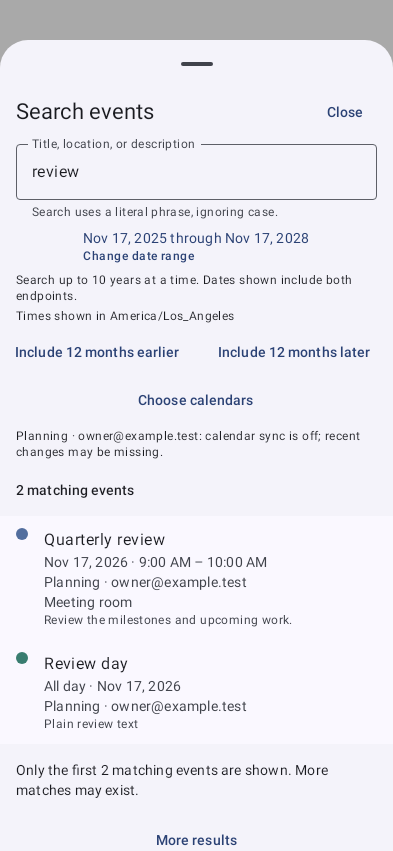 Search events
Close
Title, location, or description
review
Search uses a literal phrase, ignoring case.
Nov 17, 2025 through Nov 17, 2028
Change date range
Search up to 10 years at a time. Dates shown include both
endpoints.
Times shown in America/Los_Angeles
Include 12 months earlier
Include 12 months later
Choose calendars
Planning · owner@example.test: calendar sync is off; recent
changes may be missing.
2 matching events
Quarterly review
Nov 17, 2026 · 9:00 AM – 10:00 AM
Planning · owner@example.test
Meeting room
Review the milestones and upcoming work.
Review day
All day · Nov 17, 2026
Planning · owner@example.test
Plain review text
Only the first 2 matching events are shown. More
matches may exist.
More results